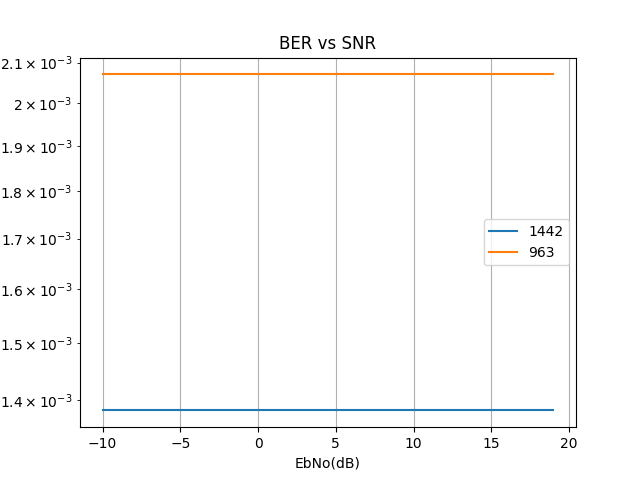 BER vs SNR
2.1 × 10⁻³
2 × 10⁻³
1.9 × 10⁻³
1.8 × 10⁻³
1.7 × 10⁻³
1.6 × 10⁻³
1.5 × 10⁻³
1.4 × 10⁻³
1442
963
−10 −5 0 5 10 15 20
EbNo(dB)